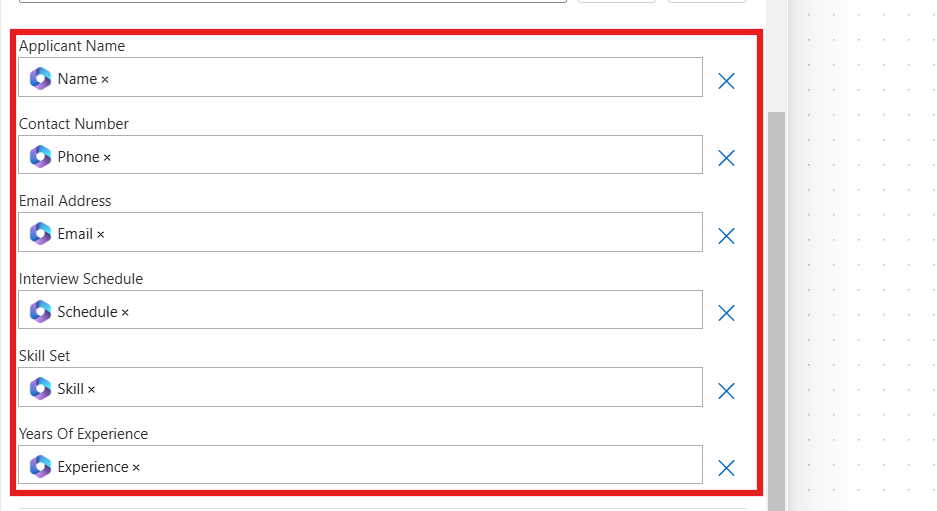 Applicant Name
Name ×
Contact Number
Phone ×
Email Address
Email ×
Interview Schedule
Schedule ×
Skill Set
Skill ×
Years Of Experience
Experience ×